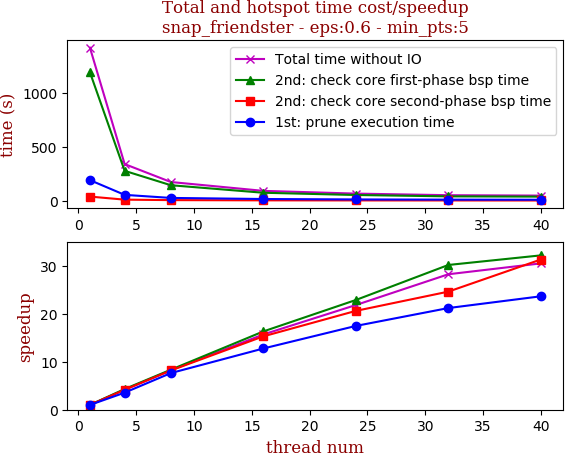 Total and hotspot time cost/speedup
snap_friendster - eps:0.6 - min_pts:5
time (s)
1000
500
0
Total time without IO
2nd: check core first-phase bsp time
2nd: check core second-phase bsp time
1st: prune execution time
0 5 10 15 20 25 30 35 40
speedup
30
20
10
0
0 5 10 15 20 25 30 35 40
thread num